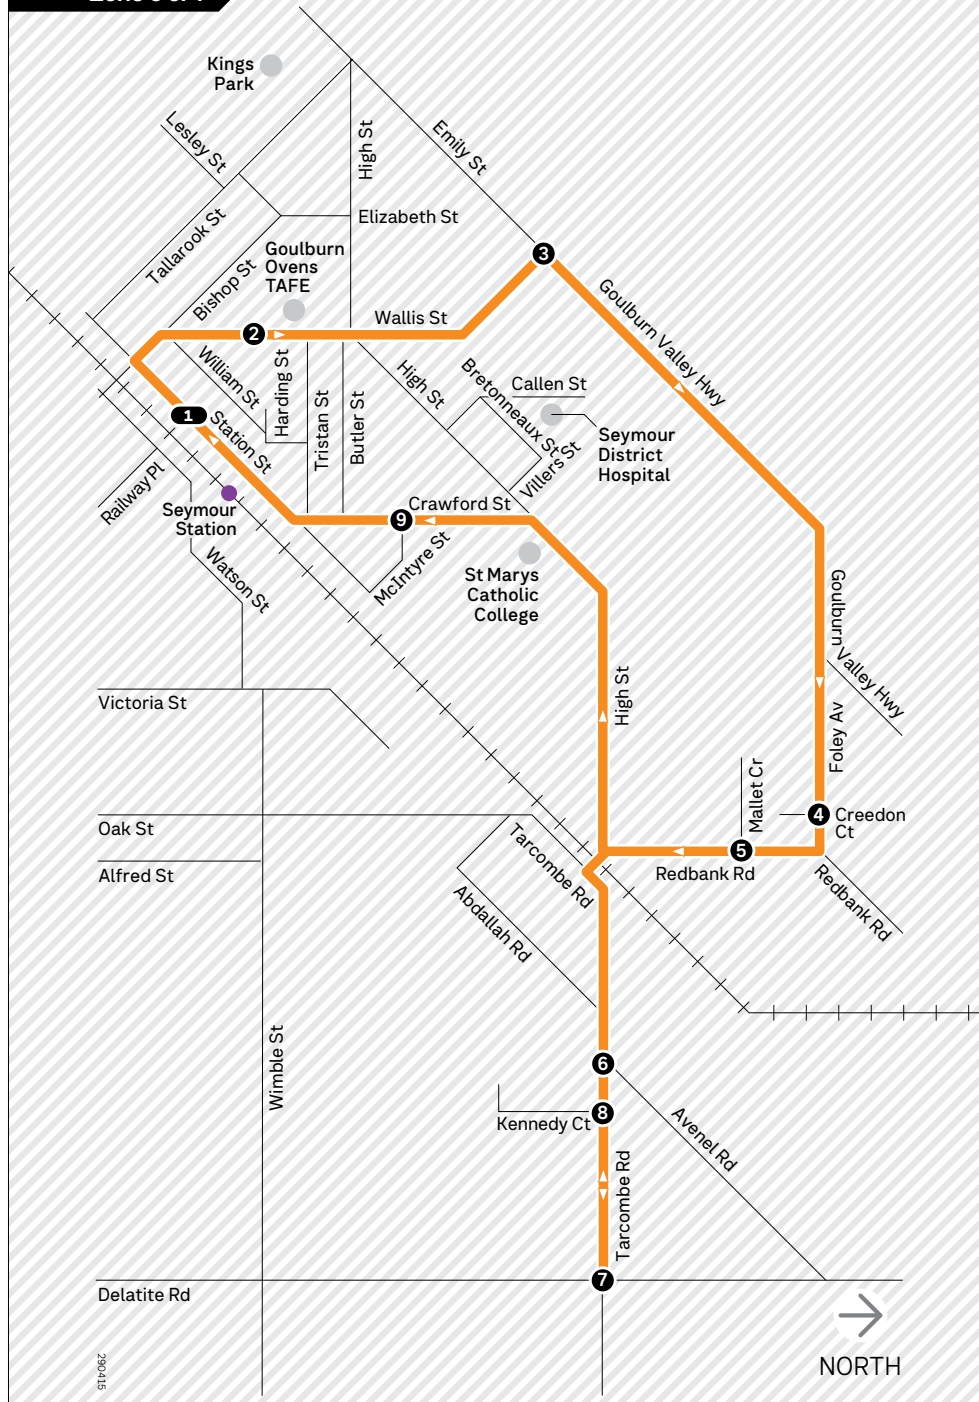 Kings
Park
Lesley St
High St
Emily St
Tallarook St
Elizabeth St
Bishop St
Goulburn
Ovens
TAFE
3
Goulburn Valley Hwy
2
Wallis St
William St
Harding St
Tristan St
Butler St
High St
Bretonneaux St
Callen St
Villers St
Seymour
District
Hospital
1
Station St
Railway Pl
Seymour
Station
9
Crawford St
McIntyre St
St Marys
Catholic
College
Watson St
Goulburn
Valley Hwy
Victoria St
High St
Foley Av
Mallet Cr
4
Creedon
Ct
Oak St
Alfred St
Tarcombe Rd
5
Redbank Rd
Redbank Rd
Abdallah Rd
Wimble St
6
8
Kennedy Ct
Avenel Rd
Tarcombe Rd
7
Delatite Rd
NORTH
290415